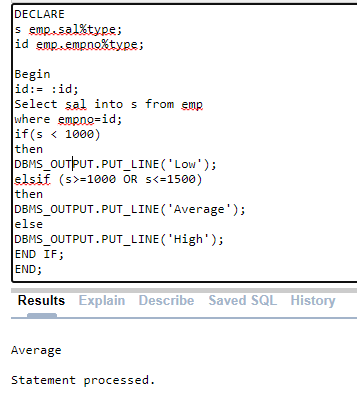 DECLARE
s emp.sal%type;
id emp.empno%type;
Begin
id:= :id;
Select sal into s from emp
where empno=id;
if(s < 1000)
then
DBMS_OUTPUT.PUT_LINE('Low');
elsif (s>=1000 OR s<=1500)
then
DBMS_OUTPUT.PUT_LINE('Average');
else
DBMS_OUTPUT.PUT_LINE('High');
END IF;
END;
Results Explain Describe Saved SQL History
Average
Statement processed.